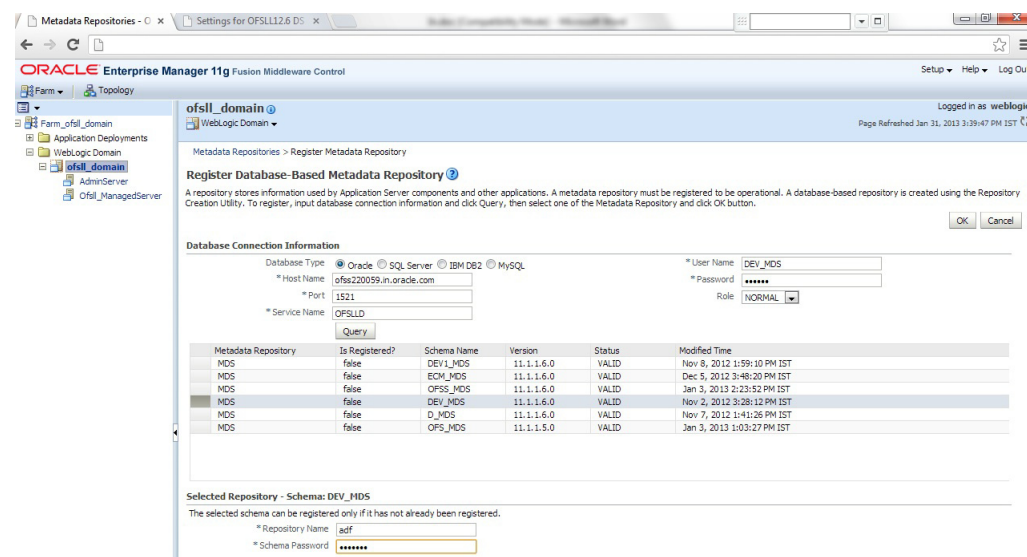 Metadata Repositories - O
Settings for OFSLL12.6 DS
ORACLE Enterprise Manager 11g Fusion Middleware Control
Setup Help Log Ou
Farm Topology
ofsll_domain
Logged in as weblogic
WebLogic Domain
Page Refreshed Jan 31, 2013 3:39:47 PM IST
Farm_ofsll_domain
Application Deployments
WebLogic Domain
ofsll_domain
AdminServer
Ofsll_ManagedServer
Metadata Repositories > Register Metadata Repository
Register Database-Based Metadata Repository
A repository stores information used by Application Server components and other applications. A metadata repository must be registered to be operational. A database-based repository is created using the Repository
Creation Utility. To register, input database connection information and click Query, then select one of the Metadata Repository and click OK button.
OK Cancel
Database Connection Information
Database Type Oracle SQL Server IBM DB2 MySQL
* Host Name ofss220059.in.oracle.com
* Port 1521
* Service Name OFSLLD
Query
* User Name DEV_MDS
* Password
Role NORMAL
Metadata Repository Is Registered? Schema Name Version Status Modified Time
MDS false DEV1_MDS 11.1.1.6.0 VALID Nov 8, 2012 1:59:10 PM IST
MDS false ECM_MDS 11.1.1.6.0 VALID Dec 5, 2012 3:48:20 PM IST
MDS false OFSS_MDS 11.1.1.6.0 VALID Jan 3, 2013 2:23:52 PM IST
MDS false DEV_MDS 11.1.1.6.0 VALID Nov 2, 2012 3:28:12 PM IST
MDS false D_MDS 11.1.1.6.0 VALID Nov 7, 2012 1:41:26 PM IST
MDS false OFS_MDS 11.1.1.5.0 VALID Jan 3, 2013 1:03:27 PM IST
Selected Repository - Schema: DEV_MDS
The selected schema can be registered only if it has not already been registered.
* Repository Name adf
* Schema Password